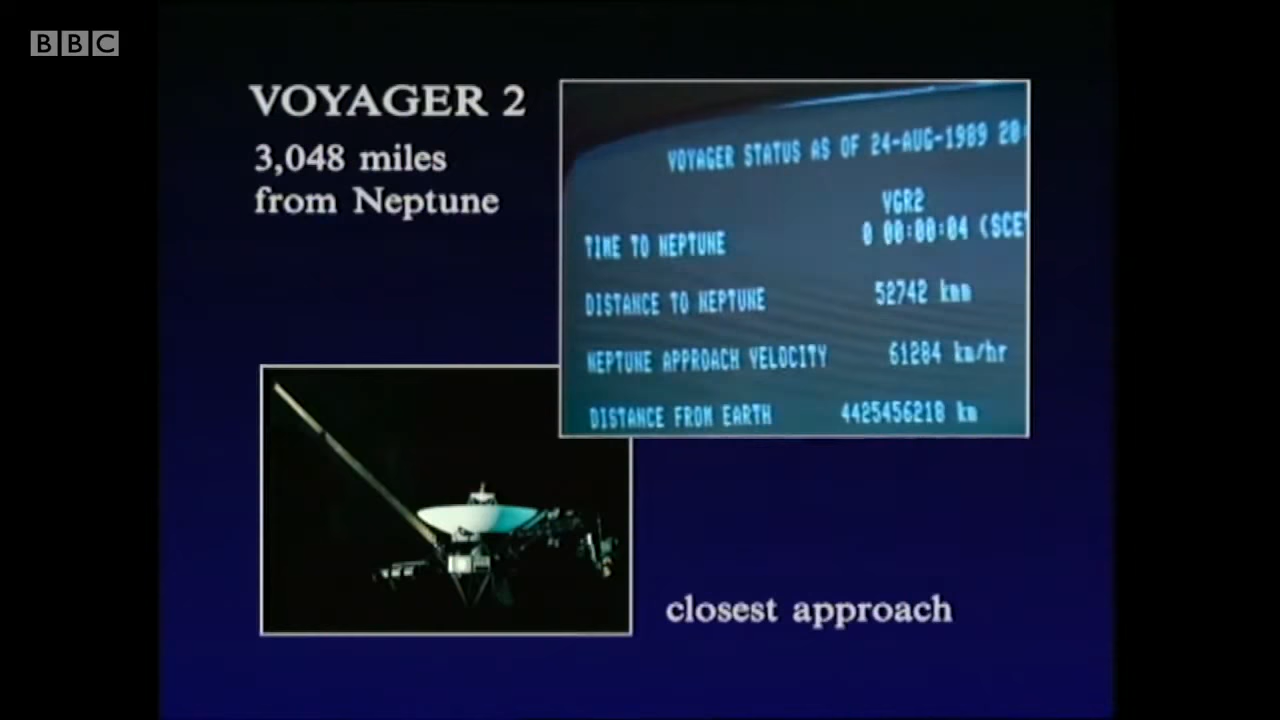 BBC
VOYAGER 2
3,048 miles
from Neptune
VOYAGER STATUS AS OF 24-AUG-1989 20
VGR2
TIME TO NEPTUNE 0 00:00:04 (SCE
DISTANCE TO NEPTUNE 52742 km
NEPTUNE APPROACH VELOCITY 61284 km/hr
DISTANCE FROM EARTH 4425456218 km
closest approach